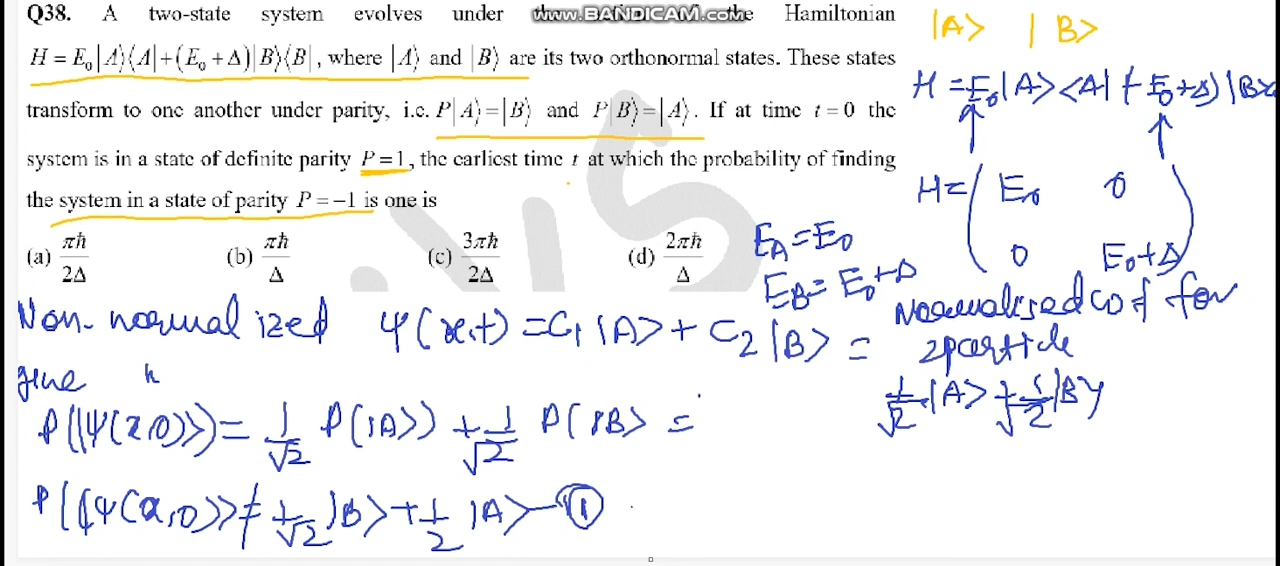 Q38. A two-state system evolves under the the Hamiltonian
www.BANDICAM.com
H = E₀|A⟩⟨A| + (E₀ + Δ)|B⟩⟨B|, where |A⟩ and |B⟩ are its two orthonormal states. These states
transform to one another under parity, i.e. P|A⟩ = |B⟩ and P|B⟩ = |A⟩. If at time t = 0 the
system is in a state of definite parity P = 1, the earliest time t at which the probability of finding
the system in a state of parity P = −1 is one is
(a) πħ/2Δ (b) πħ/Δ (c) 3πħ/2Δ (d) 2πħ/Δ
|A> |B>
H = E₀|A><A| + E₀+Δ) |B><
H = ( E₀ 0
0 E₀+Δ )
E_A = E₀
E_B = E₀+Δ
Non-normalized ψ(x,t) = C₁|A> + C₂|B> =
Normalised for
2particle
1/√2 |A> + 1/√2 |B>
P(|ψ(x,0)>) = 1/√2 P(|A>) + 1/√2 P(|B> =
P(|ψ(x,0)>) = 1/√2 |B> + 1/2 |A> — ①